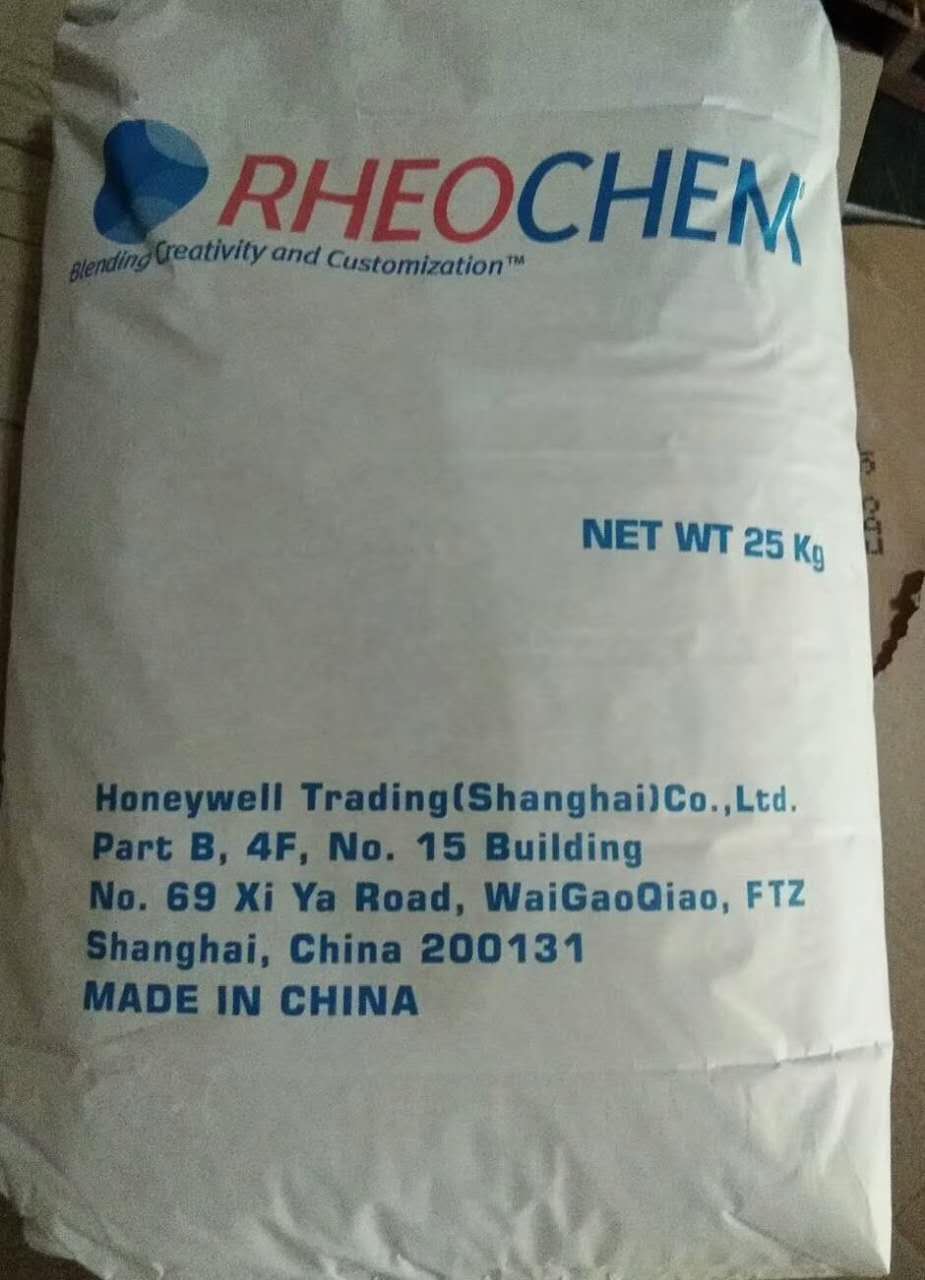 RHEOCHEM
Blending Creativity and Customization™
NET WT 25 Kg
Honeywell Trading(Shanghai)Co.,Ltd.
Part B, 4F, No. 15 Building
No. 69 Xi Ya Road, WaiGaoQiao, FTZ
Shanghai, China 200131
MADE IN CHINA